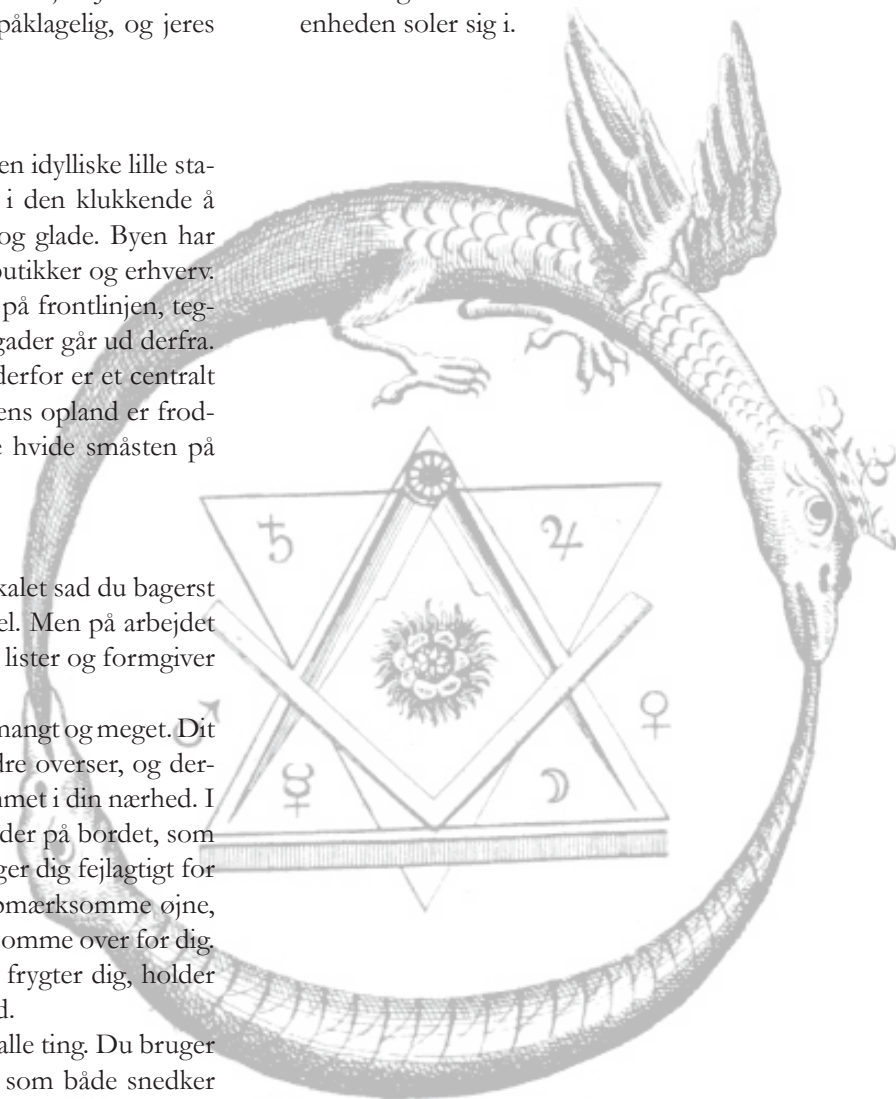 påklagelig, og jeres
en idylliske lille sta-
i den klukkende å
og glade. Byen har
butikker og erhverv.
på frontlinjen, teg-
gader går ud derfra.
derfor er et centralt
ens opland er frod-
e hvide småsten på
kalet sad du bagerst
el. Men på arbejdet
lister og formgiver
mangt og meget. Dit
dre overser, og der-
nmet i din nærhed. I
der på bordet, som
ger dig fejlagtigt for
pmærksomme øjne,
omme over for dig.
frygter dig, holder
d.
alle ting. Du bruger
som både snedker
enheden soler sig i.